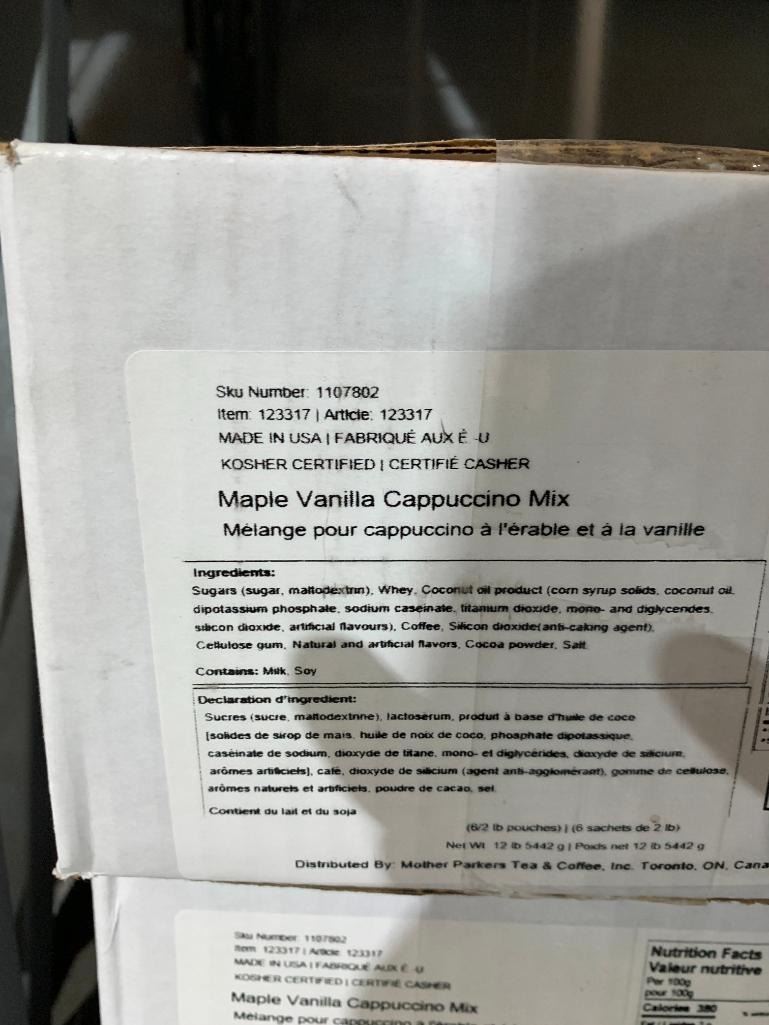 Sku Number: 1107802
Item: 123317 | Article: 123317
MADE IN USA | FABRIQUÉ AUX É -U
KOSHER CERTIFIED | CERTIFIÉ CASHER
Maple Vanilla Cappuccino Mix
Mélange pour cappuccino à l'érable et à la vanille
Ingredients:
Sugars (sugar, maltodextrin), Whey, Coconut oil product (corn syrup solids, coconut oil,
dipotassium phosphate, sodium caseinate, titanium dioxide, mono- and diglycerides,
silicon dioxide, artificial flavours), Coffee, Silicon dioxide(anti-caking agent),
Cellulose gum, Natural and artificial flavors, Cocoa powder, Salt
Contains: Milk, Soy
Declaration d'ingredient:
Sucres (sucre, maltodextrine), lactosérum, produit à base d'huile de coco
[solides de sirop de mais, huile de noix de coco, phosphate dipotassique,
caséinate de sodium, dioxyde de titane, mono- et diglycérides, dioxyde de silicium,
arômes artificiels], café, dioxyde de silicium (agent anti-agglomérant), gomme de cellulose,
arômes naturels et artificiels, poudre de cacao, sel
Contient du lait et du soja
(6/2 lb pouches) | (6 sachets de 2 lb)
Net Wt 12 lb 5442 g | Poids net 12 lb 5442 g
Distributed By: Mother Parkers Tea & Coffee, Inc. Toronto, ON, Cana
Sku Number: 1107802
Item: 123317 | Article: 123317
MADE IN USA | FABRIQUÉ AUX É -U
KOSHER CERTIFIED | CERTIFIÉ CASHER
Maple Vanilla Cappuccino Mix
Mélange pour cappuccino à
Nutrition Facts
Valeur nutritive
Per 100g
pour 100g
Calories 380